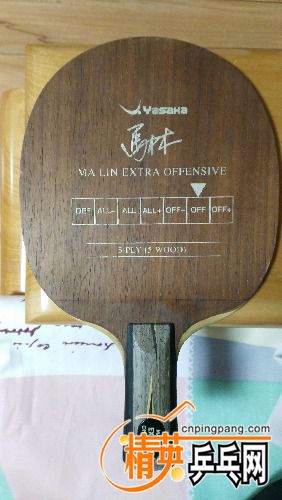 Yasaka
馬林
MA LIN EXTRA OFFENSIVE
DEF ALL- ALL ALL+ OFF- OFF OFF+
5 PLY (5 WOOD)
cnpingpang.com
精英乒乓网